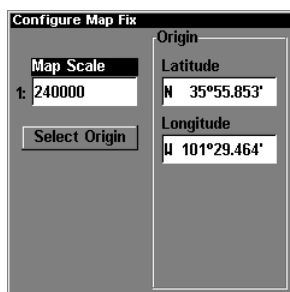 Configure Map Fix
Map Scale
1: 240000
Select Origin
Origin
Latitude
N 35°55.853'
Longitude
W 101°29.464'